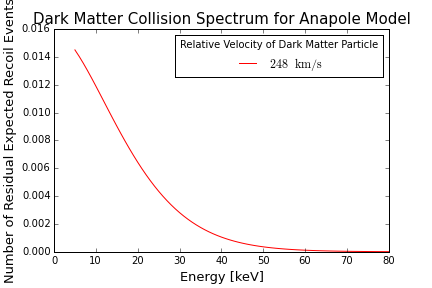 Dark Matter Collision Spectrum for Anapole Model
Number of Residual Expected Recoil Events
0.016
0.014
0.012
0.010
0.008
0.006
0.004
0.002
0.000
Relative Velocity of Dark Matter Particle
248 km/s
0 10 20 30 40 50 60 70 80
Energy [keV]